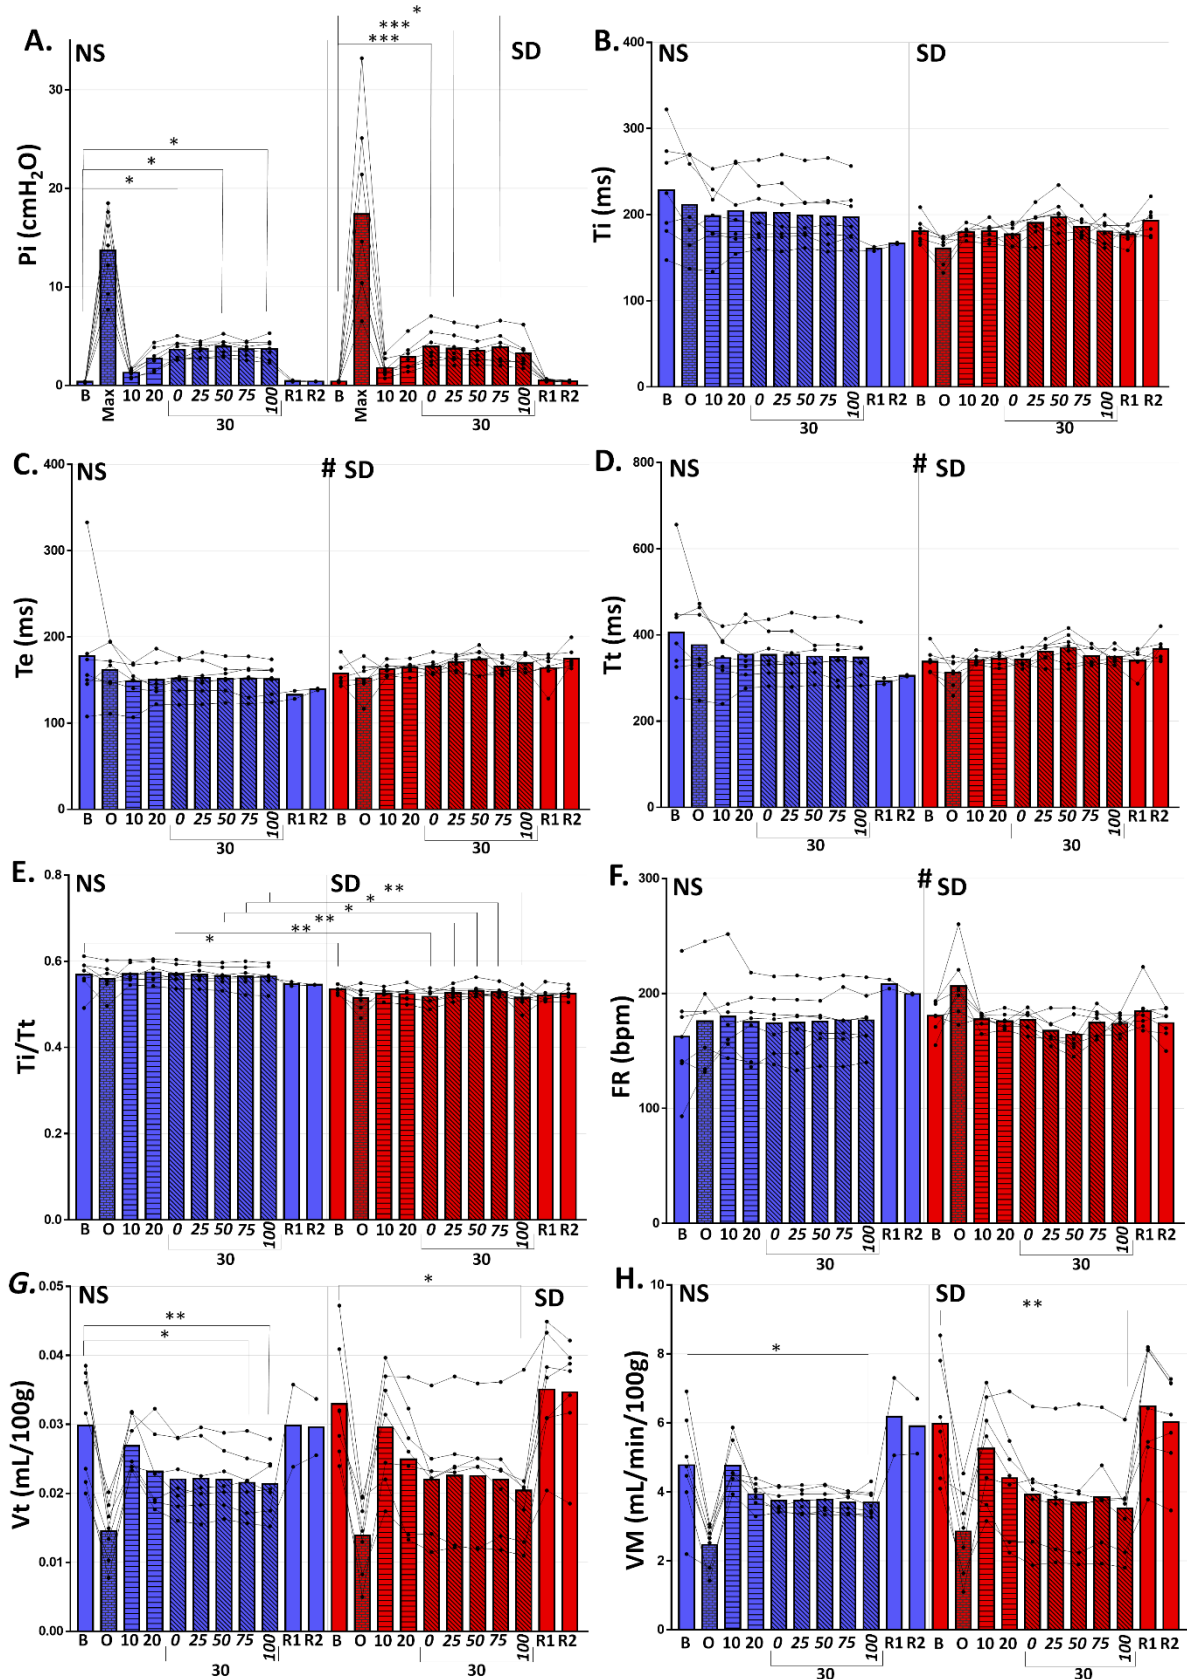 A.
NS
SD
*
***
***
*
*
*
Pi (cmH2O)
30
20
10
0
B Max 10 20 0 25 50 75 100 R1 R2 B Max 10 20 0 25 50 75 100 R1 R2
30 30
B.
NS
SD
Ti (ms)
400
300
200
100
0
B O 10 20 0 25 50 75 100 R1 R2 B O 10 20 0 25 50 75 100 R1 R2
30 30
C.
NS
# SD
Te (ms)
400
300
200
100
0
B O 10 20 0 25 50 75 100 R1 R2 B O 10 20 0 25 50 75 100 R1 R2
30 30
D.
NS
# SD
Tt (ms)
800
600
400
200
0
B O 10 20 0 25 50 75 100 R1 R2 B O 10 20 0 25 50 75 100 R1 R2
30 30
E.
NS
SD
**
*
**
**
*
Ti/Tt
0.8
0.6
0.4
0.2
0.0
B O 10 20 0 25 50 75 100 R1 R2 B O 10 20 0 25 50 75 100 R1 R2
30 30
F.
NS
# SD
FR (bpm)
300
200
100
0
B O 10 20 0 25 50 75 100 R1 R2 B O 10 20 0 25 50 75 100 R1 R2
30 30
G.
NS
SD
*
**
*
Vt (mL/100g)
0.05
0.04
0.03
0.02
0.01
0.00
B O 10 20 0 25 50 75 100 R1 R2 B O 10 20 0 25 50 75 100 R1 R2
30 30
H.
NS
SD
**
*
VM (mL/min/100g)
10
8
6
4
2
0
B O 10 20 0 25 50 75 100 R1 R2 B O 10 20 0 25 50 75 100 R1 R2
30 30